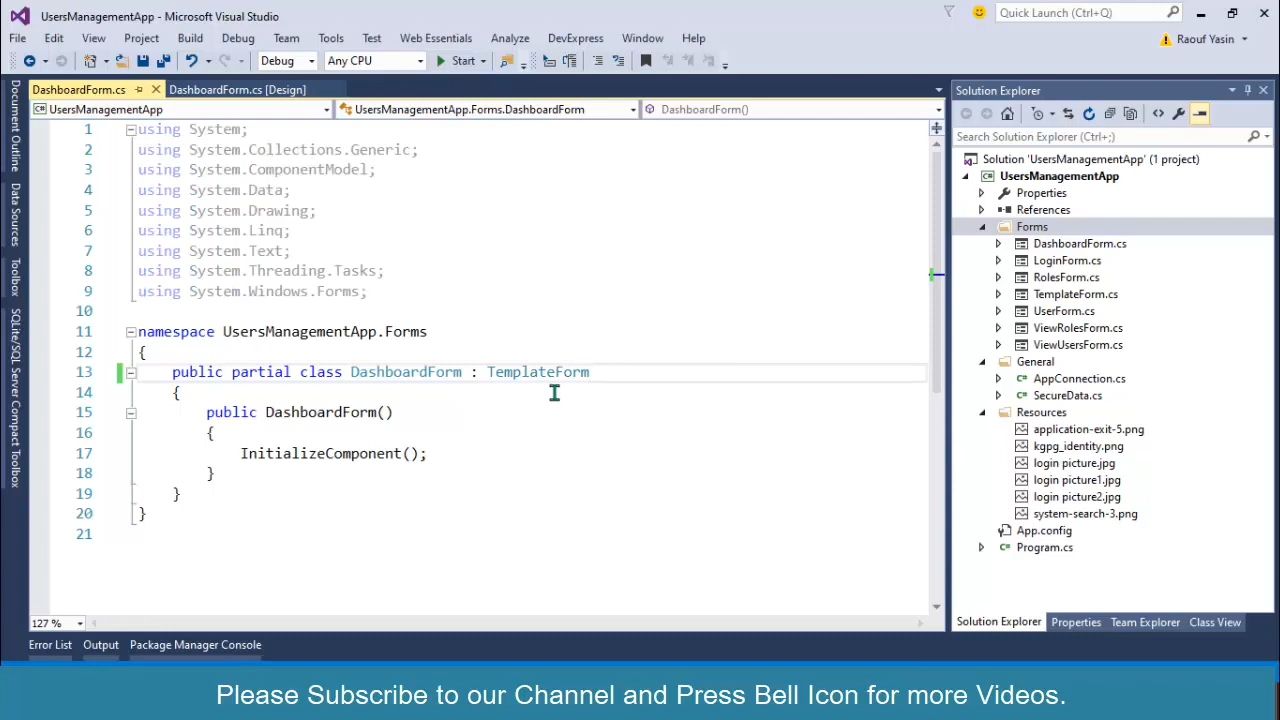 UsersManagementApp - Microsoft Visual Studio
Quick Launch (Ctrl+Q)
File Edit View Project Build Debug Team Tools Test Web Essentials Analyze DevExpress Window Help
Raouf Yasin
Debug Any CPU Start
DashboardForm.cs DashboardForm.cs [Design]
UsersManagementApp UsersManagementApp.Forms.DashboardForm DashboardForm()
Document Outline
Data Sources
Toolbox
SQLite/SQL Server Compact Toolbox
1 using System;
2 using System.Collections.Generic;
3 using System.ComponentModel;
4 using System.Data;
5 using System.Drawing;
6 using System.Linq;
7 using System.Text;
8 using System.Threading.Tasks;
9 using System.Windows.Forms;
10
11 namespace UsersManagementApp.Forms
12 {
13 public partial class DashboardForm : TemplateForm
14 {
15 public DashboardForm()
16 {
17 InitializeComponent();
18 }
19 }
20 }
21
127 %
Solution Explorer
Search Solution Explorer (Ctrl+;)
Solution 'UsersManagementApp' (1 project)
UsersManagementApp
Properties
References
Forms
DashboardForm.cs
LoginForm.cs
RolesForm.cs
TemplateForm.cs
UserForm.cs
ViewRolesForm.cs
ViewUsersForm.cs
General
AppConnection.cs
SecureData.cs
Resources
application-exit-5.png
kgpg_identity.png
login picture.jpg
login picture1.jpg
login picture2.jpg
system-search-3.png
App.config
Program.cs
Solution Explorer Properties Team Explorer Class View
Error List Output Package Manager Console
Please Subscribe to our Channel and Press Bell Icon for more Videos.